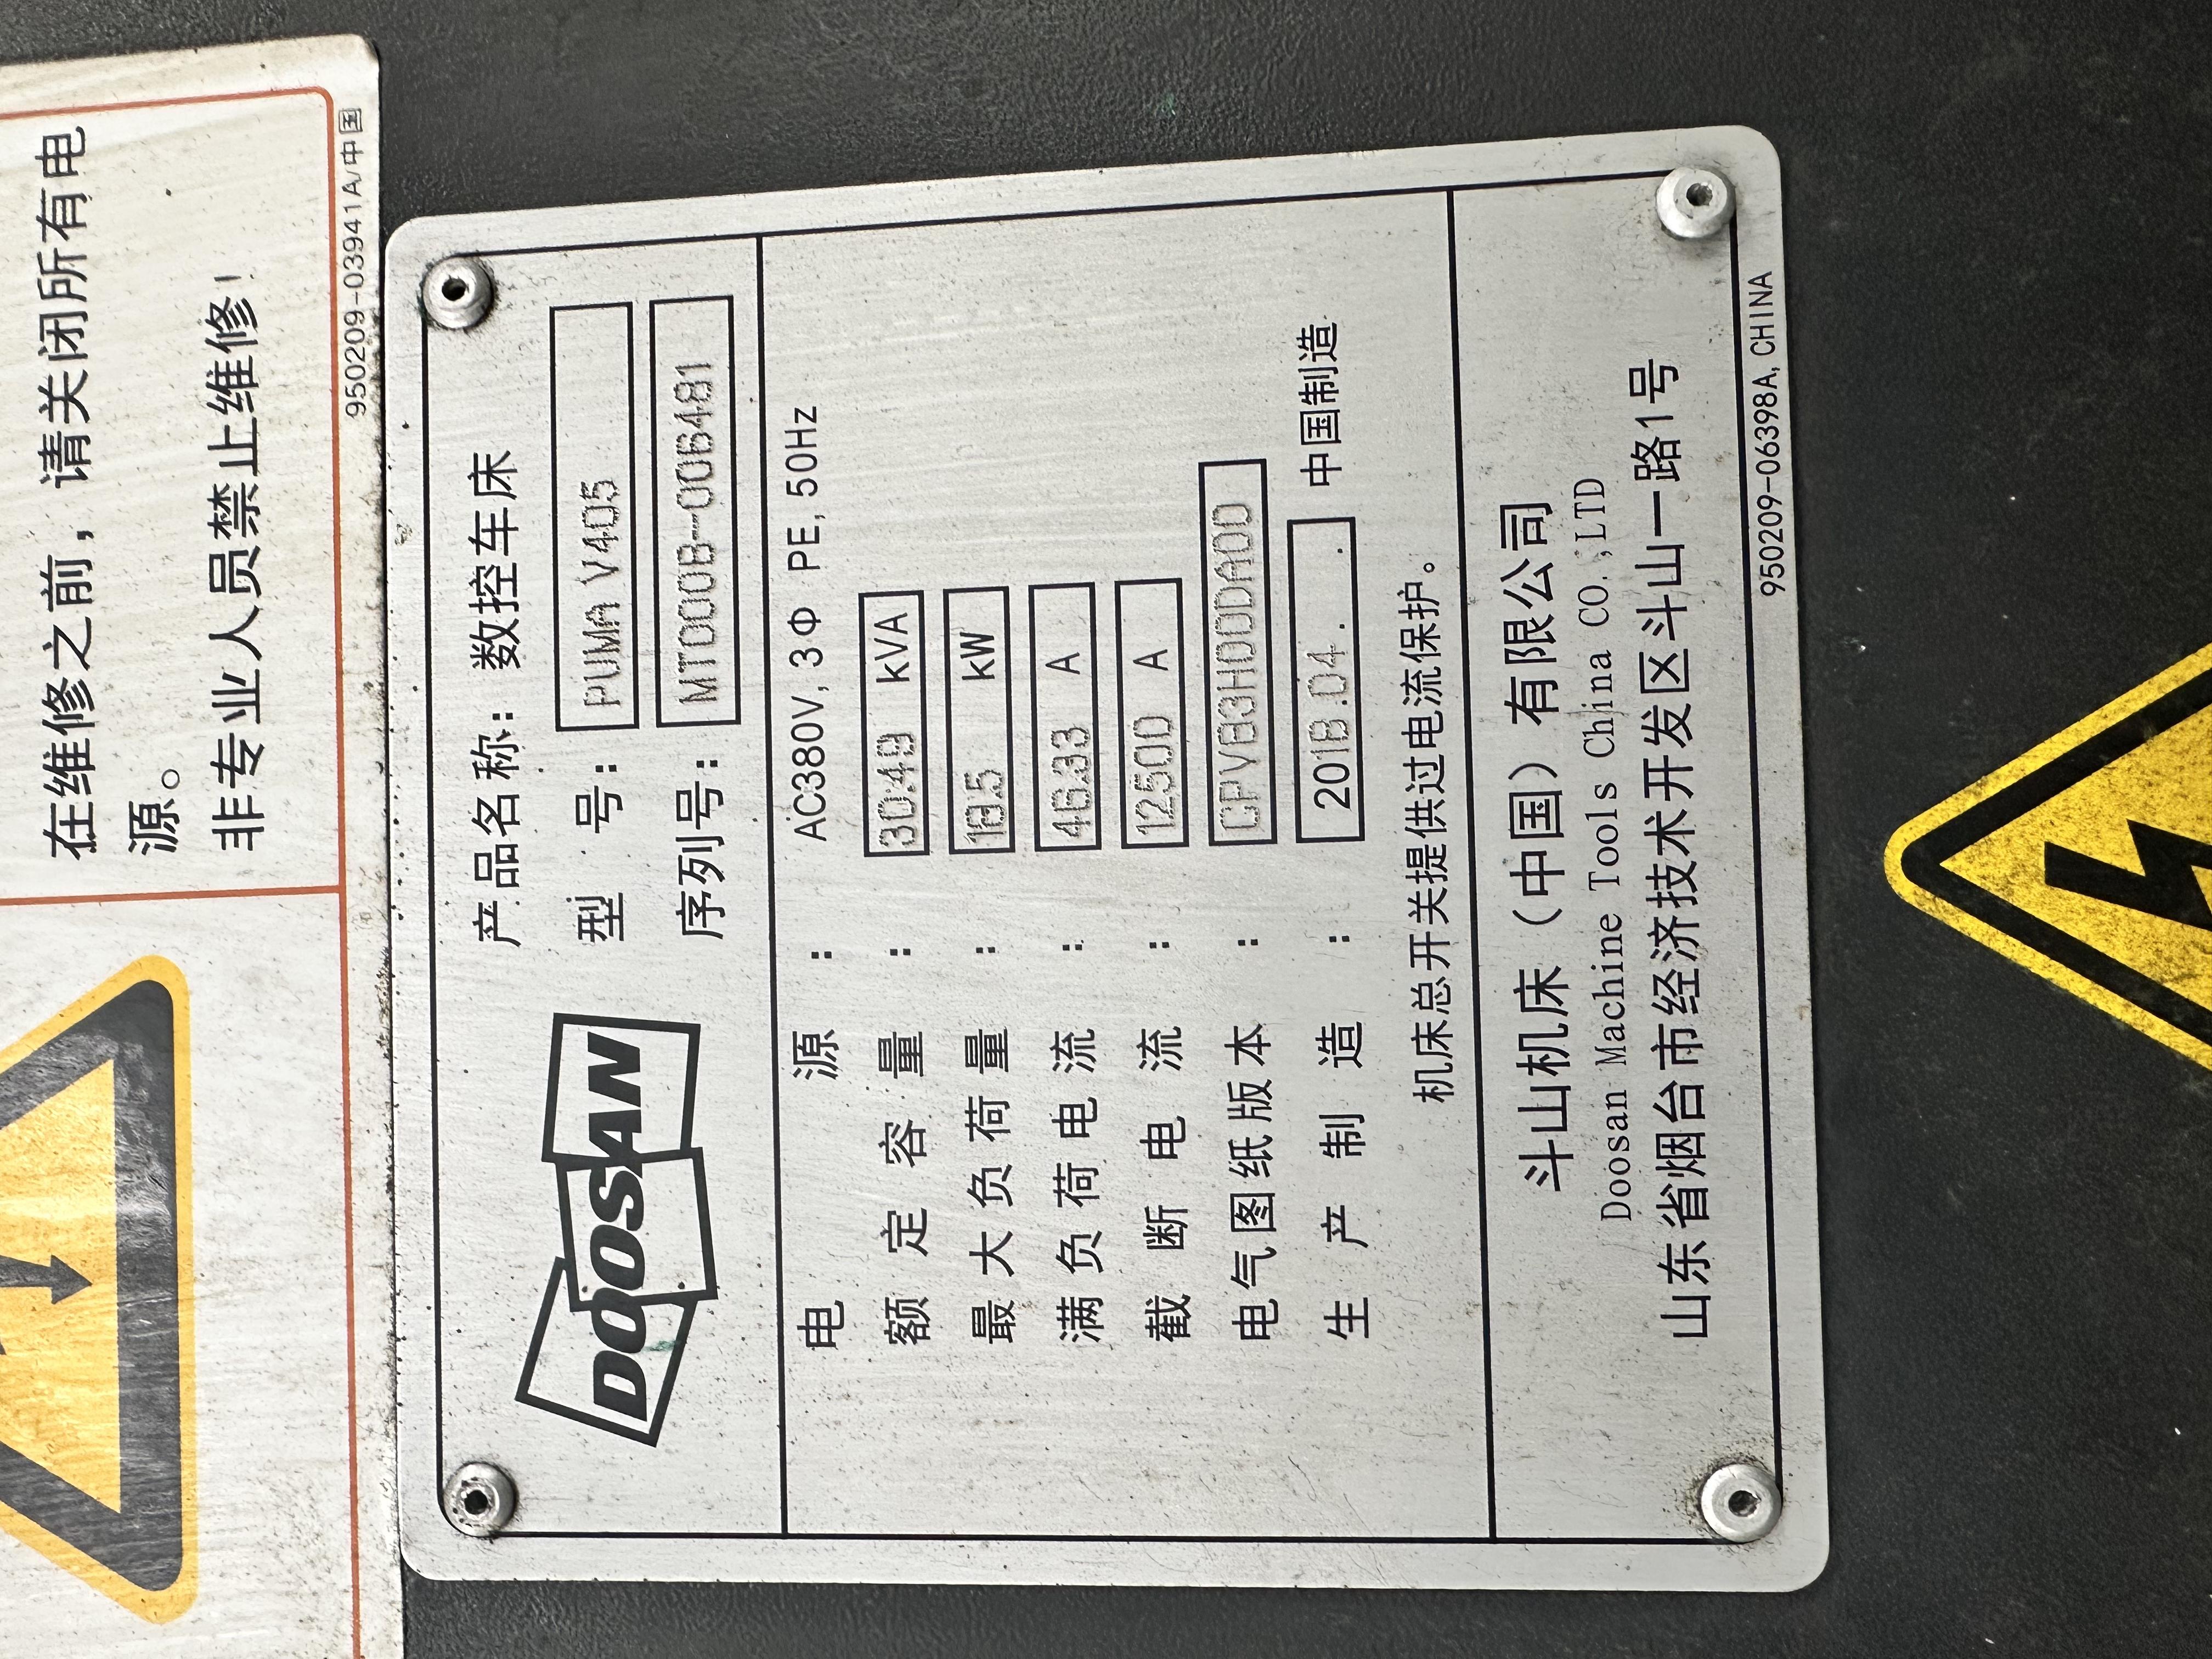 在维修之前，请关闭所有电
源。
非专业人员禁止维修！
950209-03941A/中国
DOOSAN
产品名称：数控车床
型 号：PUMA V405
序列号：MT0008-006481
电 源 ： AC380V, 3Φ PE, 50Hz
额定容量 ： 30.49 kVA
最大负荷量 ： 18.5 kW
满负荷电流 ： 46.33 A
截断电流 ： 12500 A
电气图纸版本 ：
生产制造 ： 2018.04. . 中国制造
机床总开关提供过电流保护。
斗山机床（中国）有限公司
Doosan Machine Tools China CO.,LTD
山东省烟台市经济技术开发区斗山一路1号
950209-06398A, CHINA